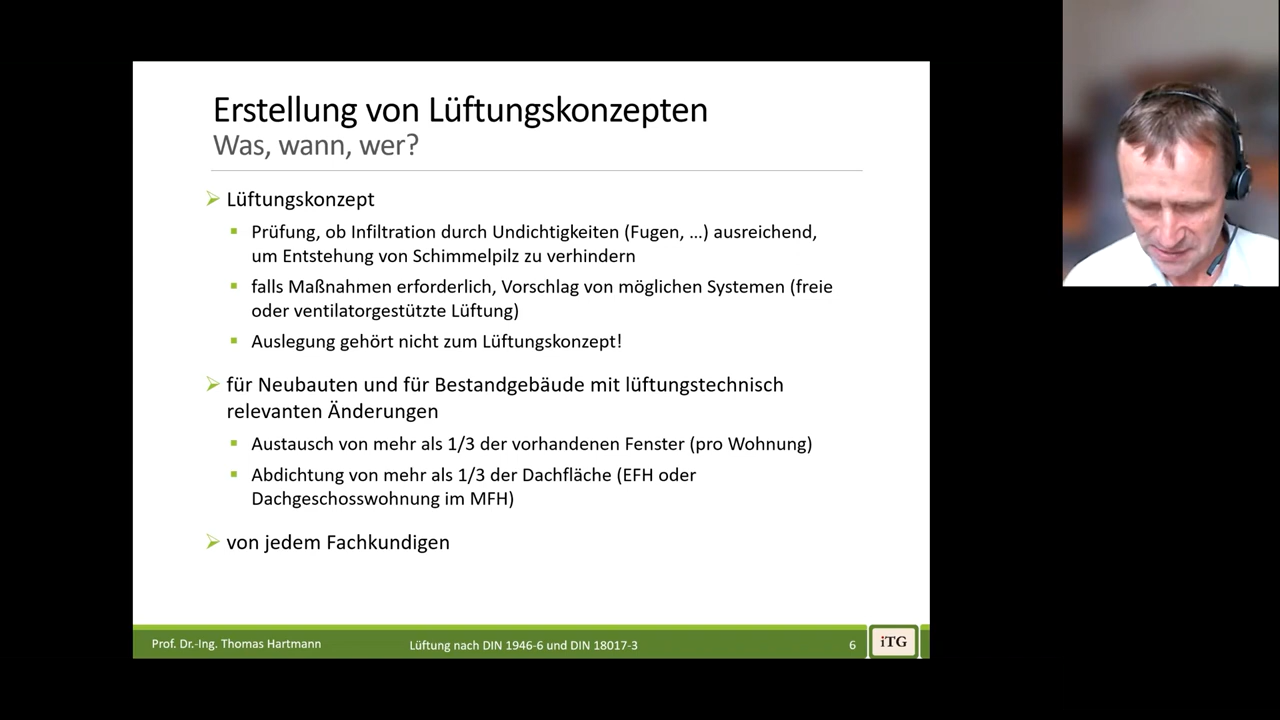 Erstellung von Lüftungskonzepten
Was, wann, wer?
Lüftungskonzept
Prüfung, ob Infiltration durch Undichtigkeiten (Fugen, …) ausreichend,
um Entstehung von Schimmelpilz zu verhindern
falls Maßnahmen erforderlich, Vorschlag von möglichen Systemen (freie
oder ventilatorgestützte Lüftung)
Auslegung gehört nicht zum Lüftungskonzept!
für Neubauten und für Bestandgebäude mit lüftungstechnisch
relevanten Änderungen
Austausch von mehr als 1/3 der vorhandenen Fenster (pro Wohnung)
Abdichtung von mehr als 1/3 der Dachfläche (EFH oder
Dachgeschosswohnung im MFH)
von jedem Fachkundigen
Prof. Dr.-Ing. Thomas Hartmann
Lüftung nach DIN 1946-6 und DIN 18017-3
6
iTG